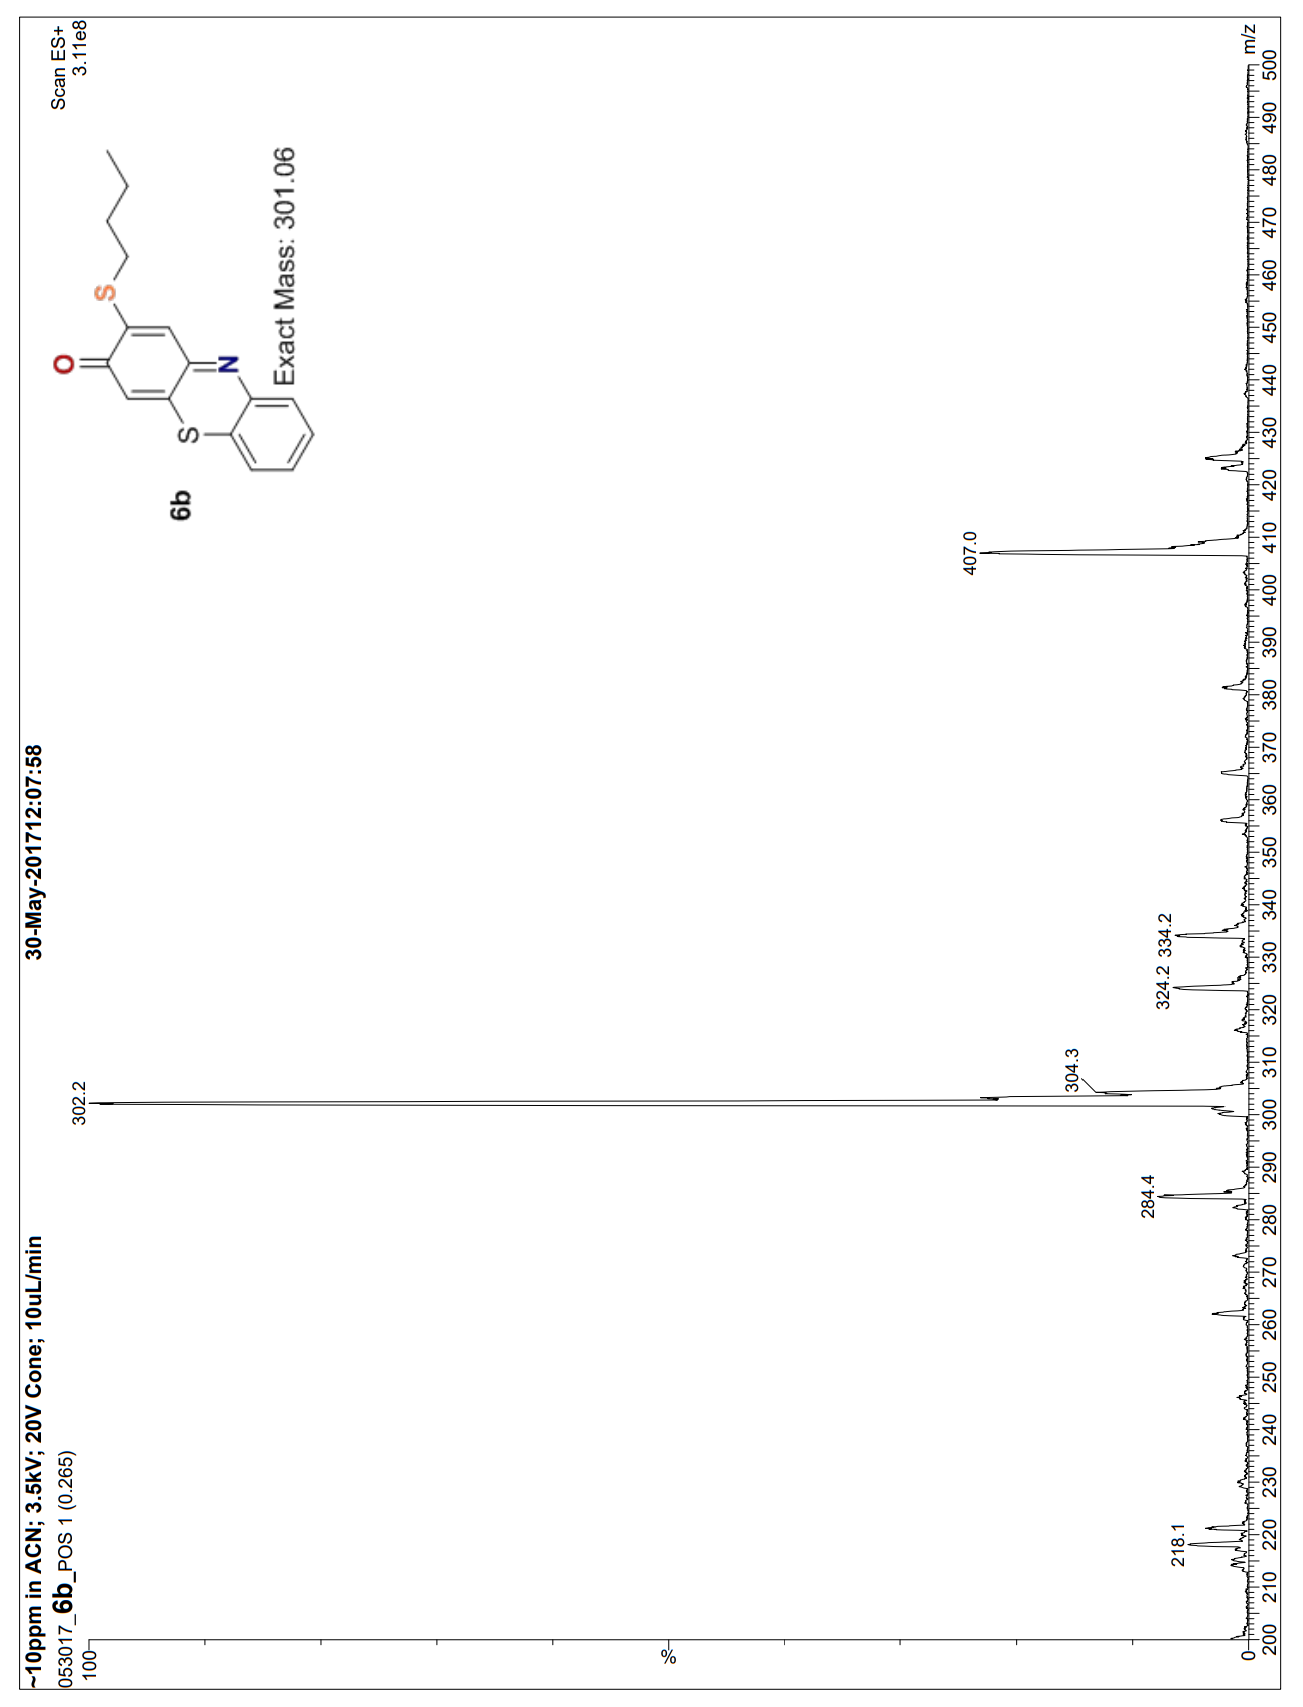 ~10ppm in ACN; 3.5kV; 20V Cone; 10uL/min 30-May-201712:07:58
053017_6b_POS 1 (0.265) Scan ES+
3.11e8
O
S
S
N
6b
Exact Mass: 301.06
100
%
0
302.2
407.0
304.3
284.4
324.2
334.2
218.1
200 210 220 230 240 250 260 270 280 290 300 310 320 330 340 350 360 370 380 390 400 410 420 430 440 450 460 470 480 490 500 m/z